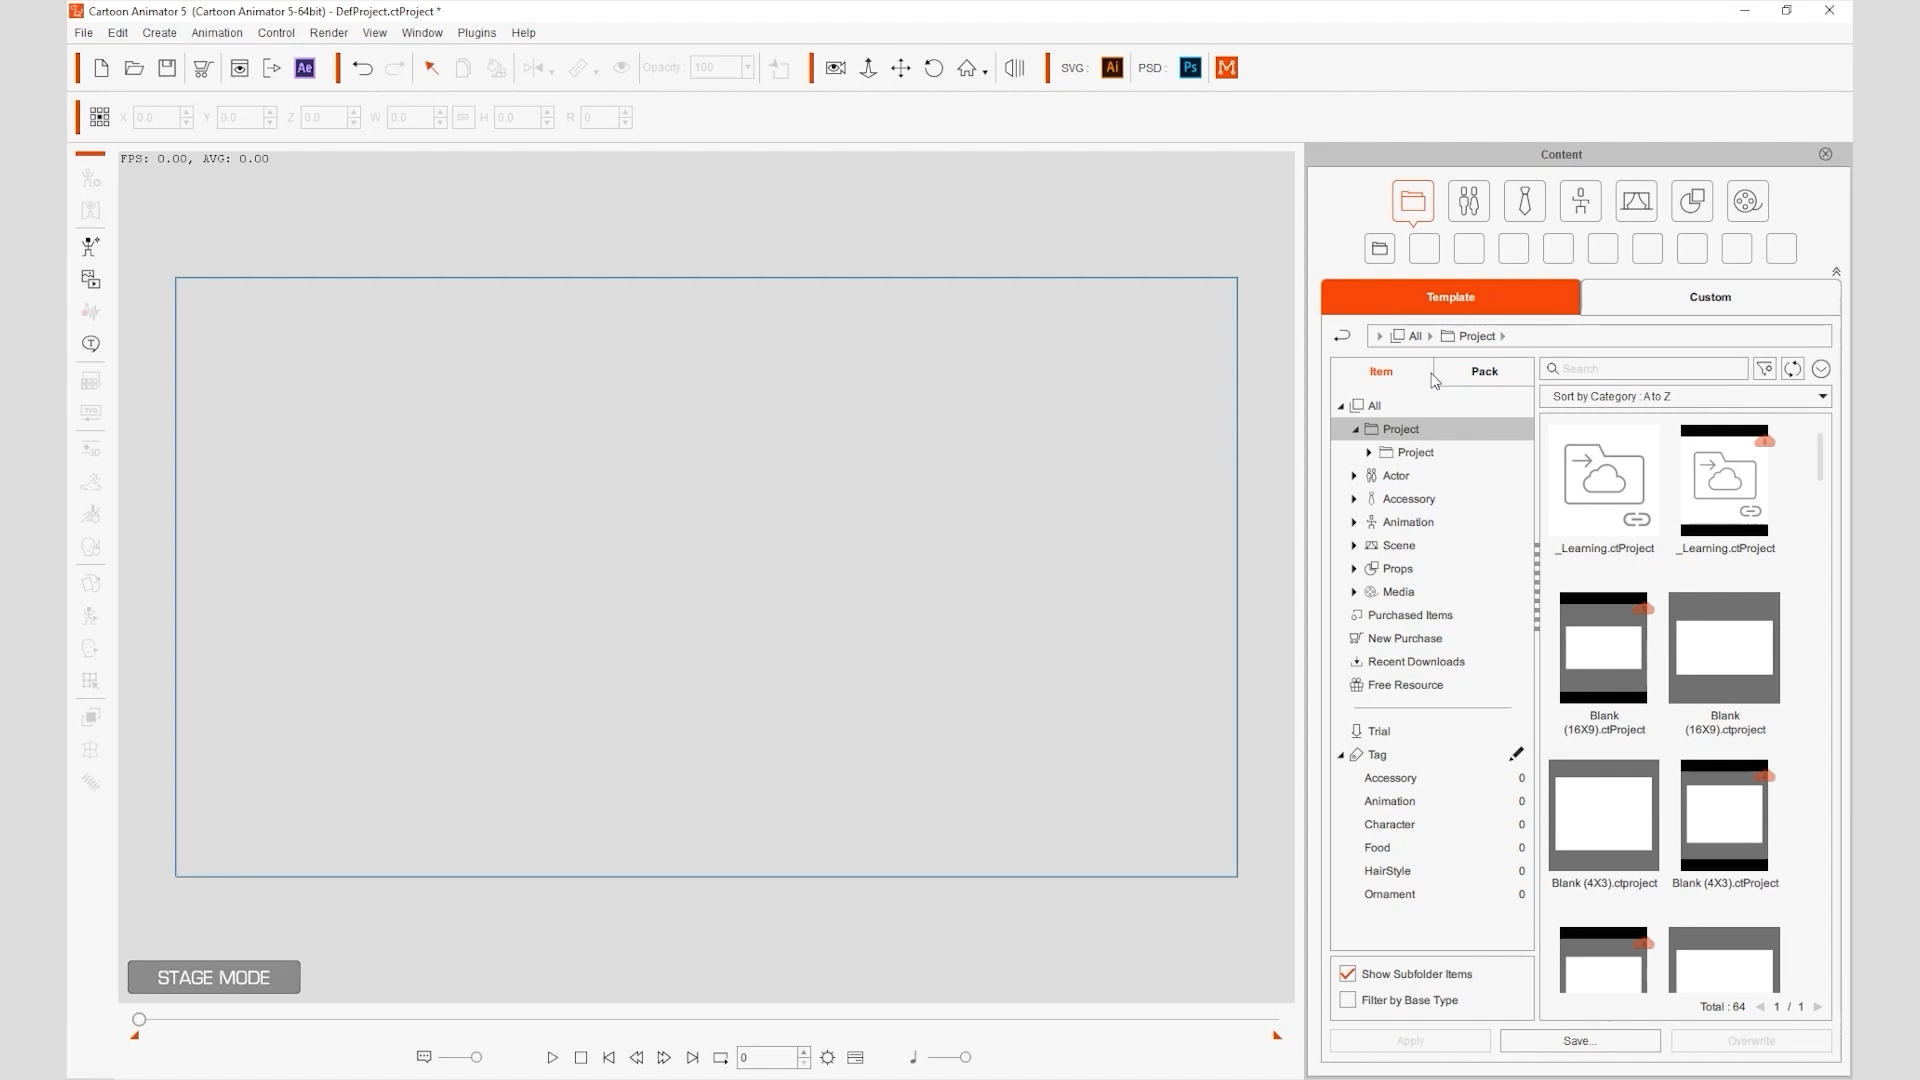 Cartoon Animator 5 (Cartoon Animator 5-64bit) - DefProject.ctProject *
File Edit Create Animation Control Render View Window Plugins Help
Ae Opacity : 100 SVG : Ai PSD : Ps
X 0.0 Y 0.0 Z 0.0 W 0.0 H 0.0 R 0
FPS: 0.00, AVG: 0.00
STAGE MODE
0
Content
Template Custom
All Project
Item Pack
Search
Sort by Category : A to Z
All
Project
Project
Actor
Accessory
Animation
Scene
Props
Media
Purchased Items
New Purchase
Recent Downloads
Free Resource
Trial
Tag
Accessory 0
Animation 0
Character 0
Food 0
HairStyle 0
Ornament 0
Show Subfolder Items
Filter by Base Type
_Learning.ctProject _Learning.ctProject
Blank (16X9).ctProject
Blank (16X9).ctproject
Blank (4X3).ctproject Blank (4X3).ctProject
Total : 64 1 / 1
Apply Save... Overwrite